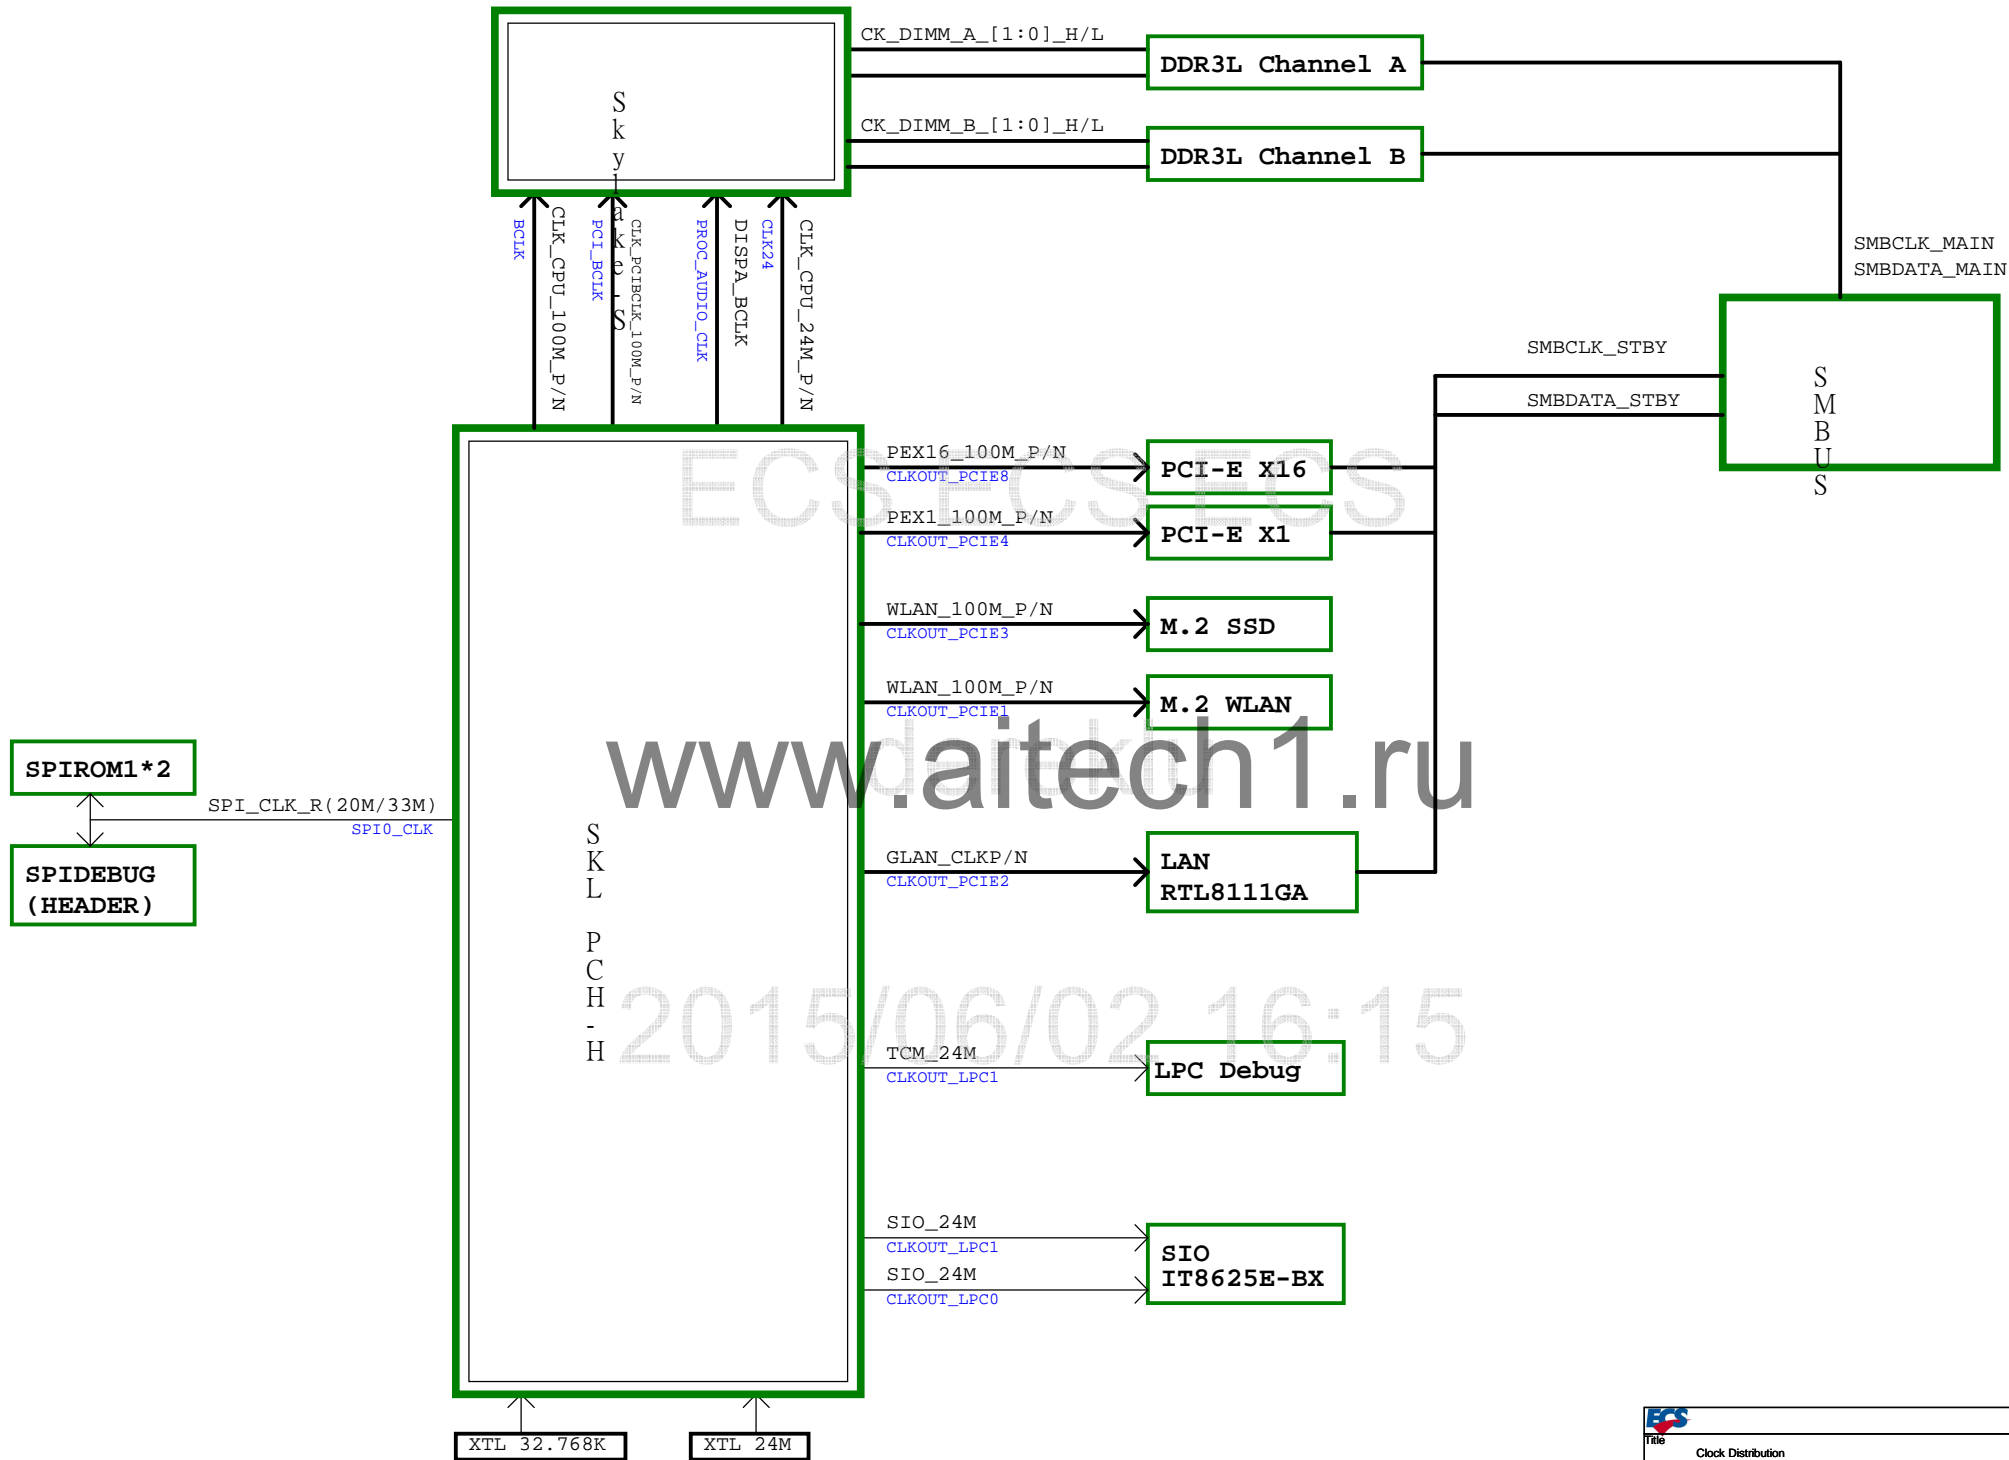 CK_DIMM_A_[1:0]_H/L
DDR3L Channel A
Skylake-S
CK_DIMM_B_[1:0]_H/L
DDR3L Channel B
BCLK
CLK_CPU_100M_P/N
PCI_BCLK
CLK_PCIBCLK_100M_P/N
PROC_AUDIO_CLK
DISPA_BCLK
CLK24
CLK_CPU_24M_P/N
SMBCLK_MAIN
SMBDATA_MAIN
SMBCLK_STBY
SMBDATA_STBY
SMBUS
PEX16_100M_P/N
CLKOUT_PCIE8
PCI-E X16
ECS ECS ECS
PEX1_100M_P/N
CLKOUT_PCIE4
PCI-E X1
WLAN_100M_P/N
CLKOUT_PCIE3
M.2 SSD
WLAN_100M_P/N
CLKOUT_PCIE1
M.2 WLAN
www.aitech1.ru
SPIROM1*2
SPI_CLK_R(20M/33M)
SPI0_CLK
SPIDEBUG
(HEADER)
SKL PCH-H
GLAN_CLKP/N
CLKOUT_PCIE2
LAN
RTL8111GA
2015/06/02 16:15
TCM_24M
CLKOUT_LPC1
LPC Debug
SIO_24M
CLKOUT_LPC1
SIO_24M
CLKOUT_LPC0
SIO
IT8625E-BX
XTL 32.768K
XTL 24M
ECS
Title
Clock Distribution